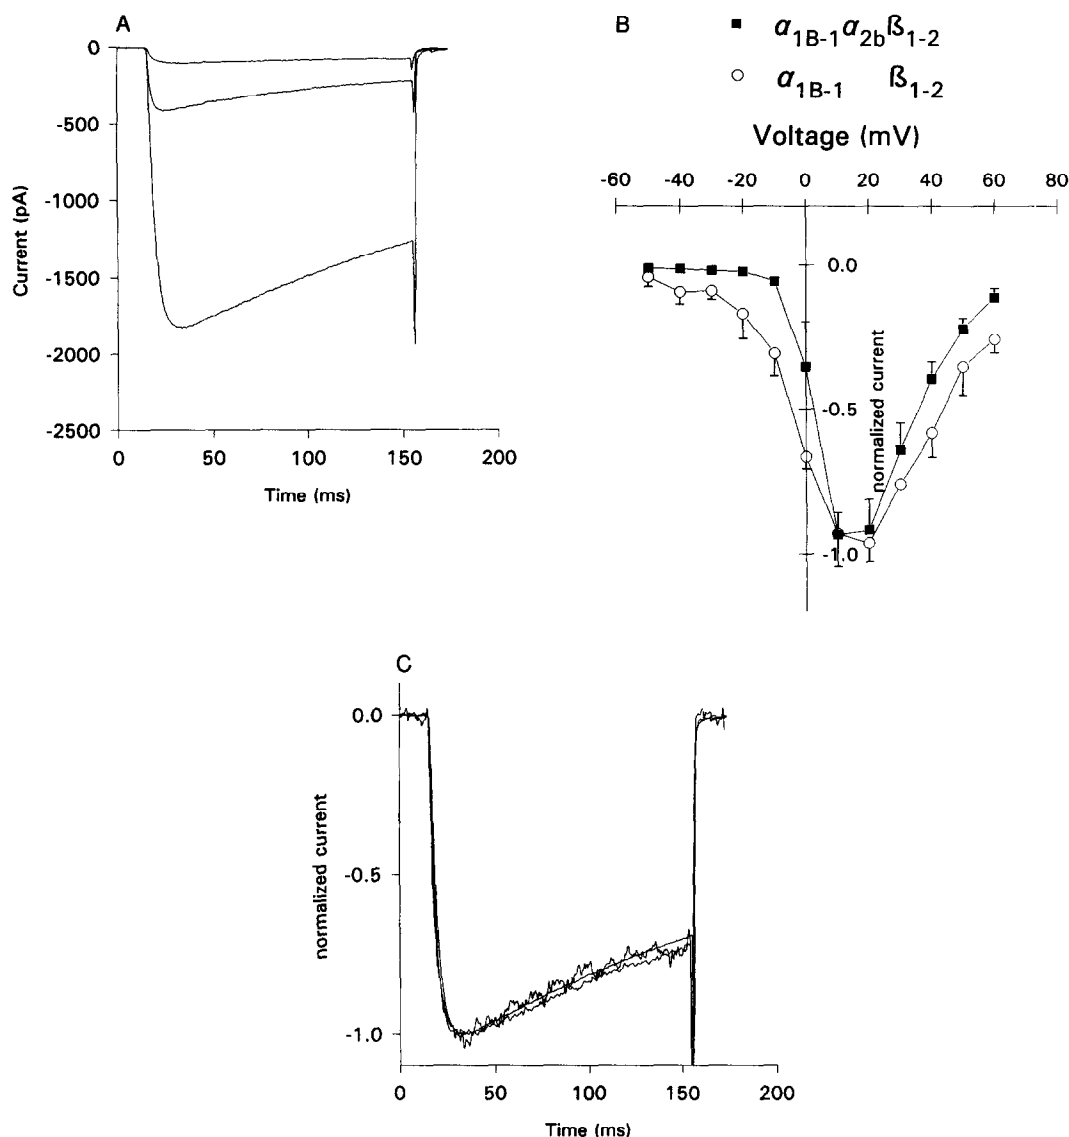 A
0
-500
-1000
-1500
-2000
-2500
Current (pA)
0 50 100 150 200
Time (ms)
B
■ α1B-1α2bß1-2
○ α1B-1 ß1-2
Voltage (mV)
-60 -40 -20 0 20 40 60 80
0.0
-0.5
-1.0
normalized current
C
0.0
-0.5
-1.0
normalized current
0 50 100 150 200
Time (ms)